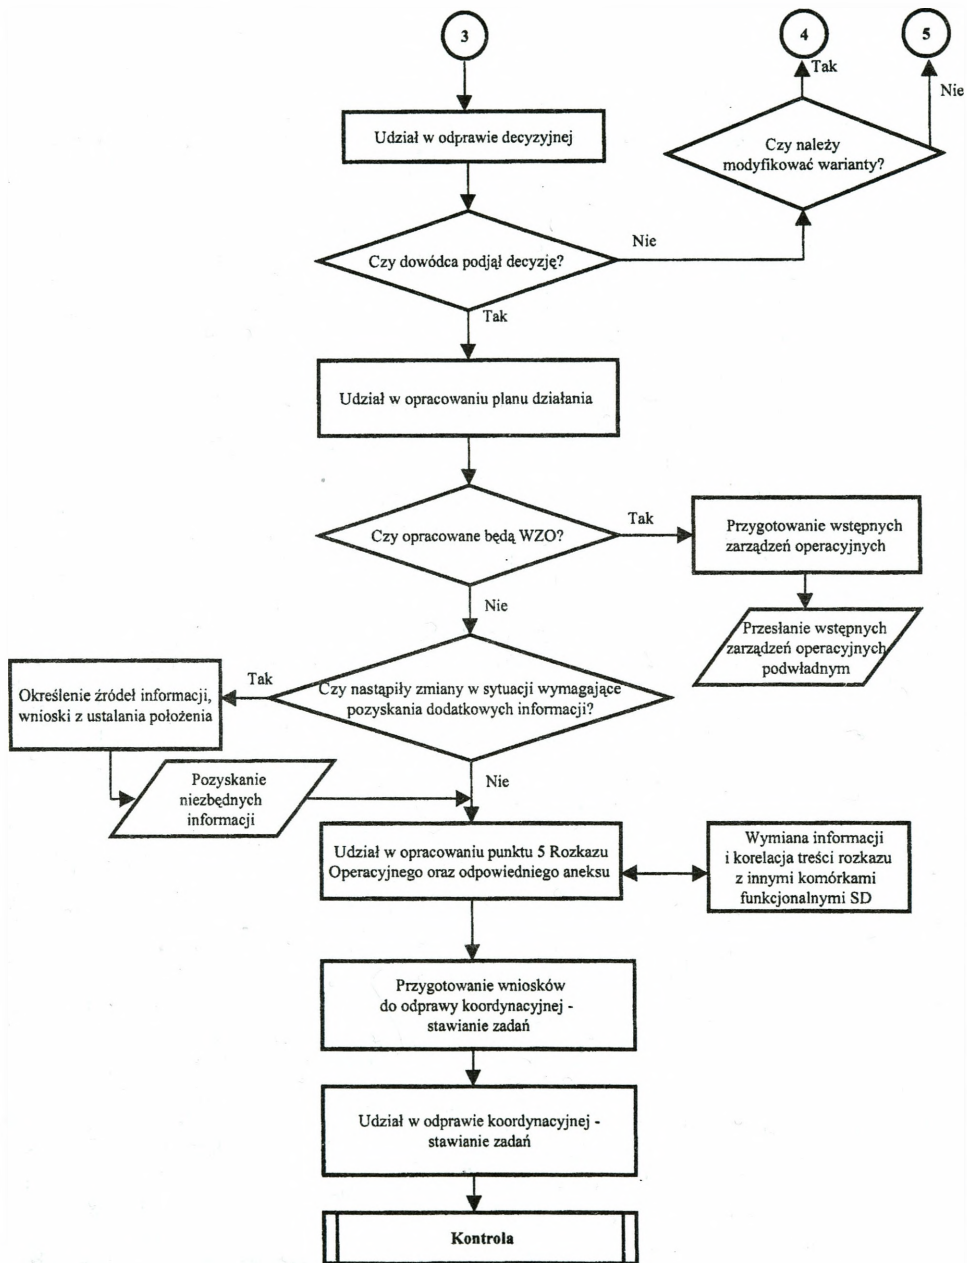 3
4
5
Tak
Nie
Udział w odprawie decyzyjnej
Czy należy
modyfikować warianty?
Nie
Czy dowódca podjął decyzję?
Tak
Udział w opracowaniu planu działania
Czy opracowane będą WZO?
Tak
Przygotowanie wstępnych
zarządzeń operacyjnych
Nie
Przesłanie wstępnych
zarządzeń operacyjnych
podwładnym
Określenie źródeł informacji,
wnioski z ustalania położenia
Tak
Czy nastąpiły zmiany w sytuacji wymagające
pozyskania dodatkowych informacji?
Nie
Pozyskanie
niezbędnych
informacji
Udział w opracowaniu punktu 5 Rozkazu
Operacyjnego oraz odpowiedniego aneksu
Wymiana informacji
i korelacja treści rozkazu
z innymi komórkami
funkcjonalnymi SD
Przygotowanie wniosków
do odprawy koordynacyjnej -
stawianie zadań
Udział w odprawie koordynacyjnej -
stawianie zadań
Kontrola